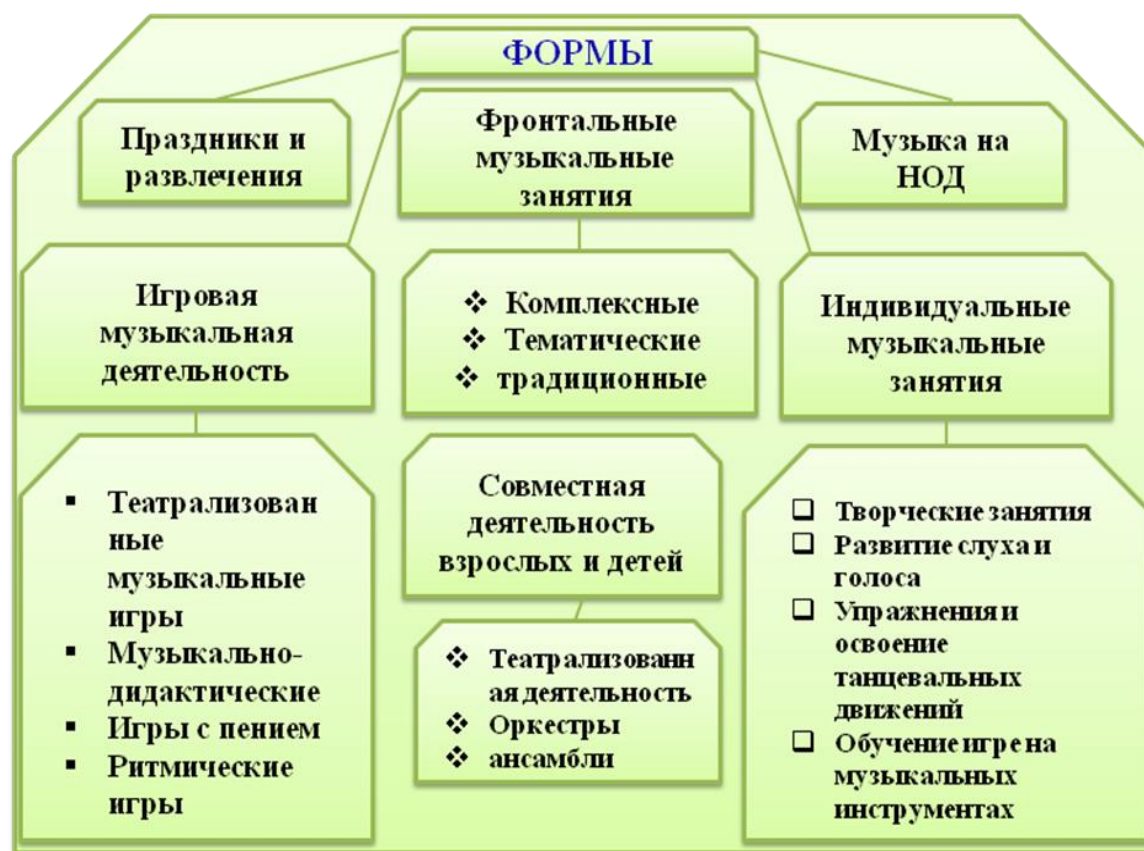 ФОРМЫ
Праздники и
развлечения
Фронтальные
музыкальные
занятия
Музыка на
НОД
Игровая
музыкальная
деятельность
❖ Комплексные
❖ Тематические
❖ традиционные
Индивидуальные
музыкальные
занятия
▪ Театрализован
ные
музыкальные
игры
▪ Музыкально-
дидактические
▪ Игры с пением
▪ Ритмические
игры
Совместная
деятельность
взрослых и детей
❖ Театрализованн
ая деятельность
❖ Оркестры
❖ ансамбли
❑ Творческие занятия
❑ Развитие слуха и
голоса
❑ Упражнения и
освоение
танцевальных
движений
❑ Обучение игре на
музыкальных
инструментах